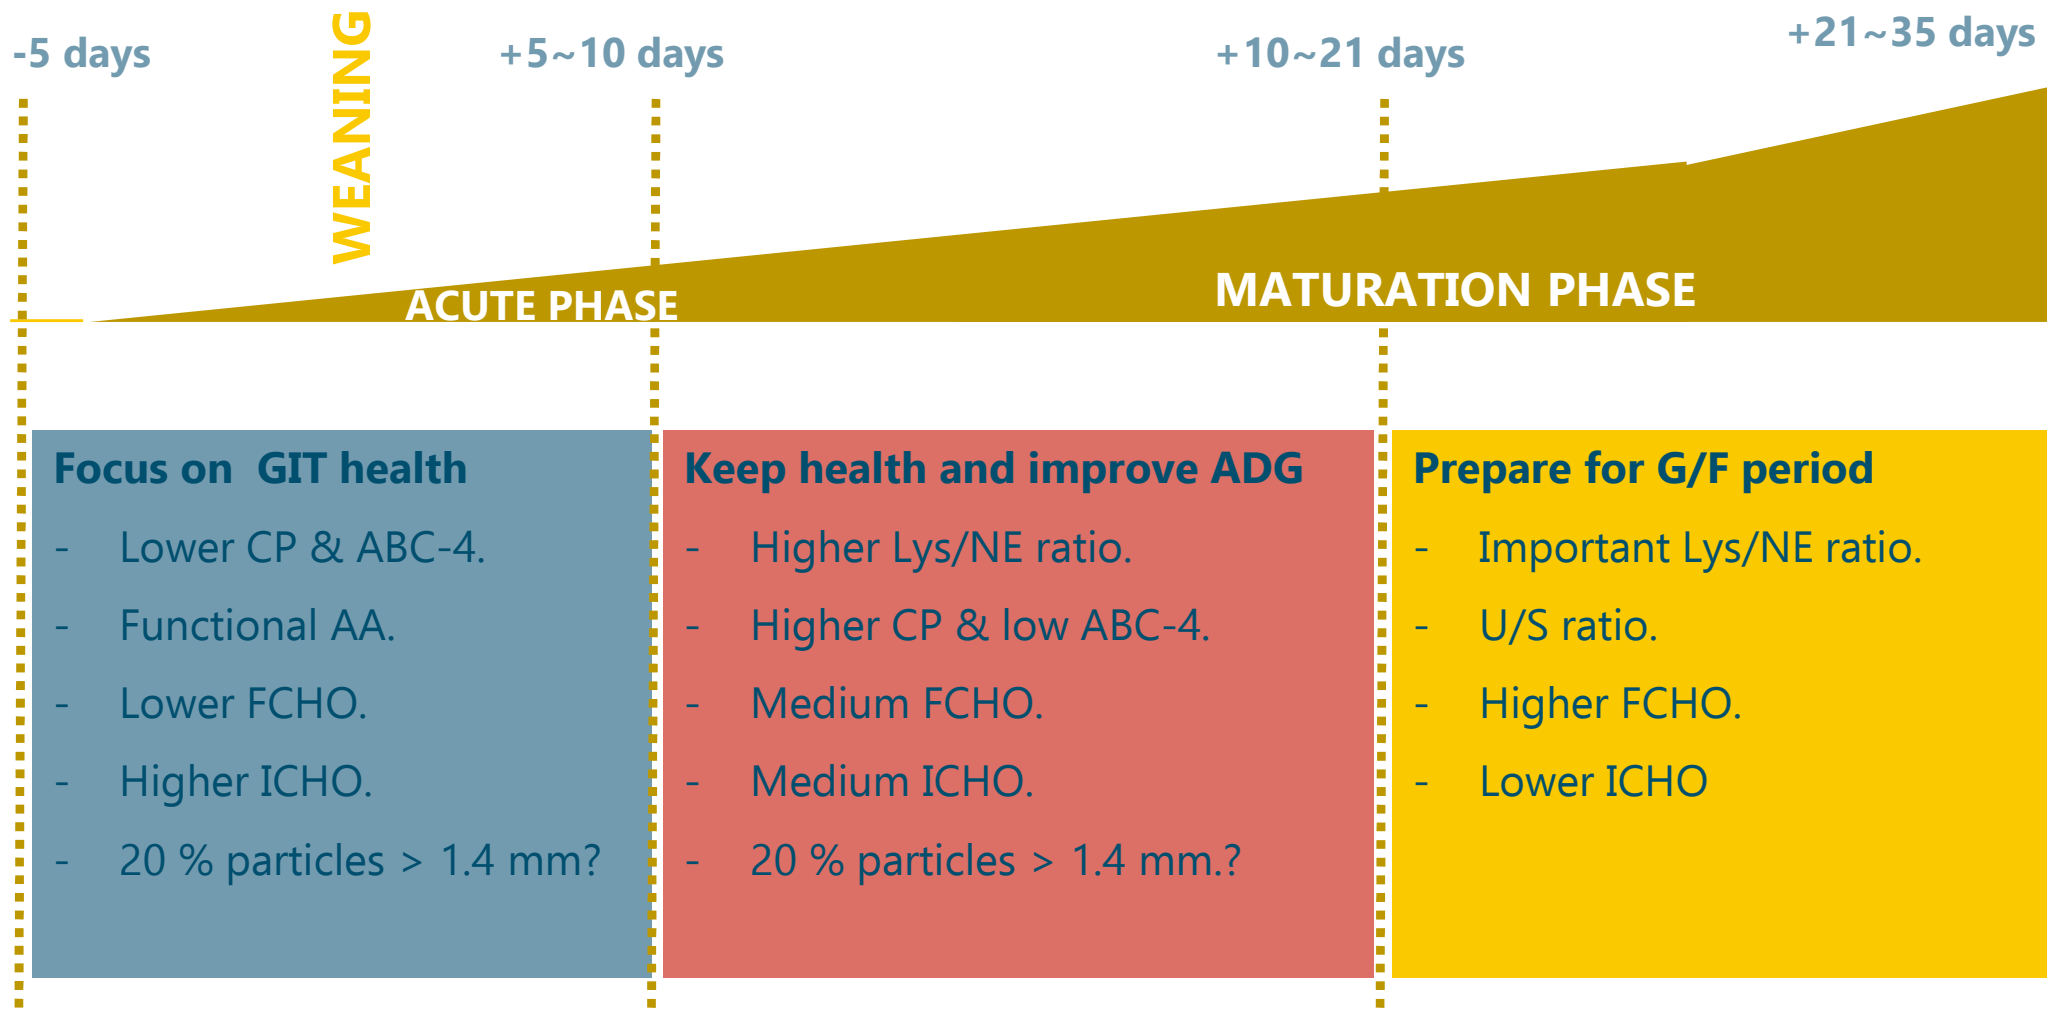 -5 days
WEANING
+5~10 days
+10~21 days
+21~35 days
ACUTE PHASE
MATURATION PHASE
Focus on GIT health
- Lower CP & ABC-4.
- Functional AA.
- Lower FCHO.
- Higher ICHO.
- 20 % particles > 1.4 mm?
Keep health and improve ADG
- Higher Lys/NE ratio.
- Higher CP & low ABC-4.
- Medium FCHO.
- Medium ICHO.
- 20 % particles > 1.4 mm.?
Prepare for G/F period
- Important Lys/NE ratio.
- U/S ratio.
- Higher FCHO.
- Lower ICHO